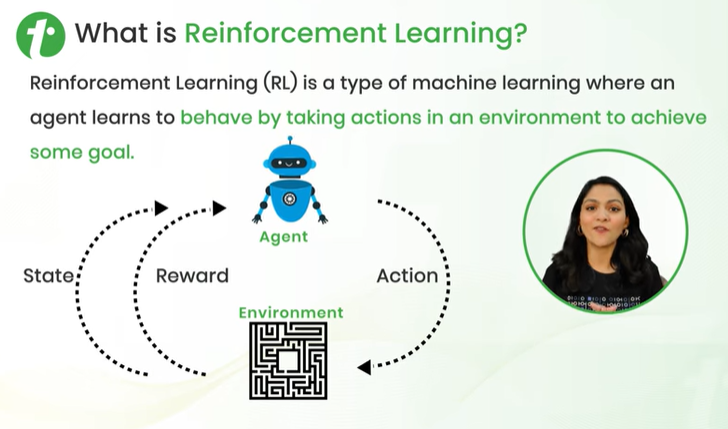 What is Reinforcement Learning?
Reinforcement Learning (RL) is a type of machine learning where an
agent learns to behave by taking actions in an environment to achieve
some goal.
Agent
State
Reward
Action
Environment